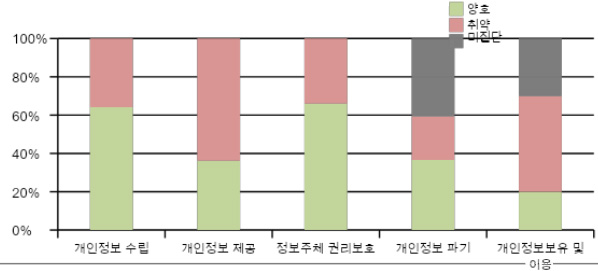 양호
취약
미진단
100%
80%
60%
40%
20%
0%
개인정보 수립
개인정보 제공
정보주체 권리보호
개인정보 파기
개인정보보유 및
이용